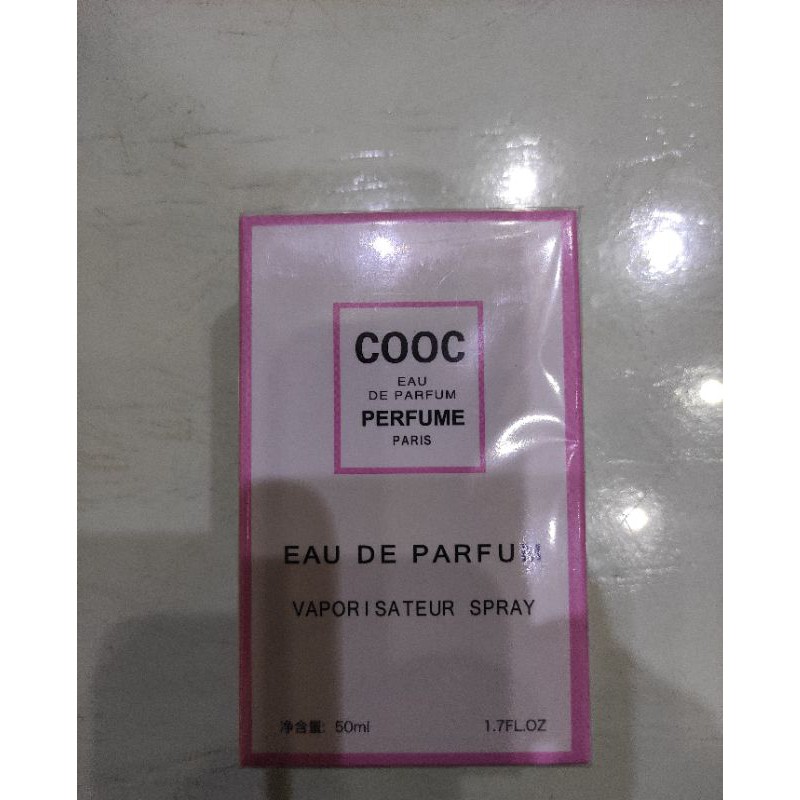 COOC
EAU
DE PARFUM
PERFUME
PARIS
EAU DE PARFUM
VAPORISATEUR SPRAY
净含量: 50ml
1.7FL.OZ